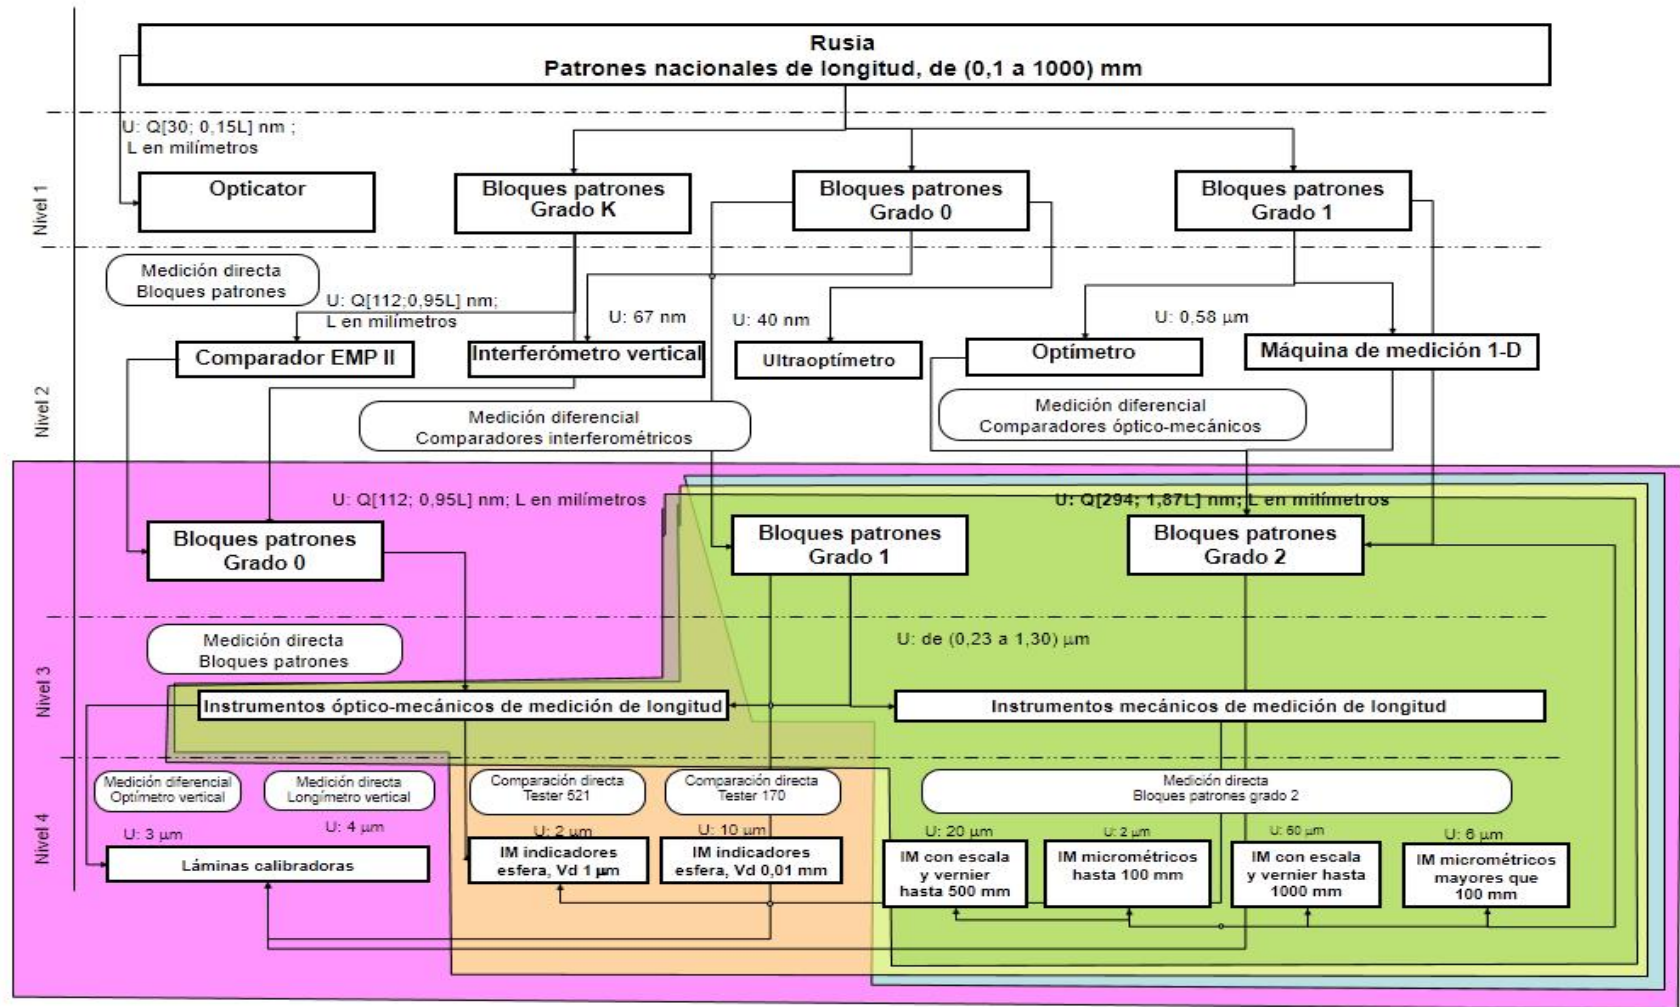 Rusia
Patrones nacionales de longitud, de (0,1 a 1000) mm
U: Q[30; 0,15L] nm ;
L en milímetros
Nivel 1
Opticator
Bloques patrones
Grado K
Bloques patrones
Grado 0
Bloques patrones
Grado 1
Medición directa
Bloques patrones
U: Q[112;0,95L] nm;
L en milímetros
U: 67 nm
U: 40 nm
U: 0,58 µm
Nivel 2
Comparador EMP II
Interferómetro vertical
Ultraoptímetro
Optímetro
Máquina de medición 1-D
Medición diferencial
Comparadores interferométricos
Medición diferencial
Comparadores óptico-mecánicos
U: Q[112; 0,95L] nm; L en milímetros
U: Q[294; 1,87L] nm; L en milímetros
Bloques patrones
Grado 0
Bloques patrones
Grado 1
Bloques patrones
Grado 2
Medición directa
Bloques patrones
U: de (0,23 a 1,30) µm
Nivel 3
Instrumentos óptico-mecánicos de medición de longitud
Instrumentos mecánicos de medición de longitud
Nivel 4
Medición diferencial
Optímetro vertical
Medición directa
Longímetro vertical
Comparación directa
Tester 521
Comparación directa
Tester 170
Medición directa
Bloques patrones grado 2
U: 3 µm
U: 4 µm
U: 2 µm
U: 10 µm
U: 20 µm
U: 2 µm
U: 50 µm
U: 6 µm
Láminas calibradoras
IM indicadores
esfera, Vd 1 µm
IM indicadores
esfera, Vd 0,01 mm
IM con escala
y vernier
hasta 500 mm
IM micrométricos
hasta 100 mm
IM con escala
y vernier hasta
1000 mm
IM micrométricos
mayores que
100 mm